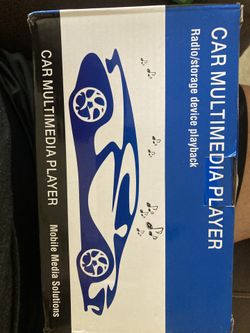 CAR MULTIMEDIA PLAYER
Radio/storage device playback
CAR MULTIMEDIA PLAYER
Mobile Media Solutions